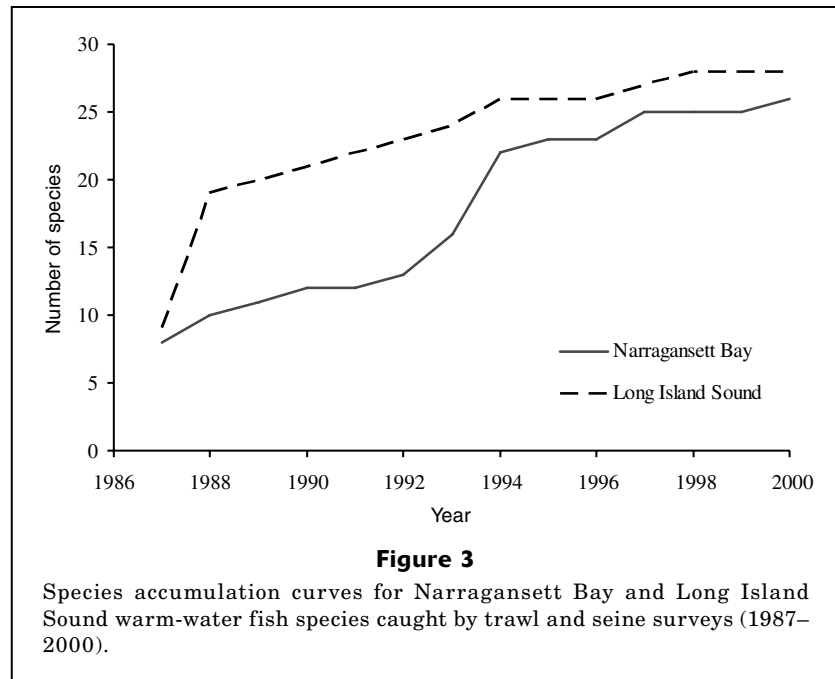 30
25
20
15
10
5
0
Number of species
Narragansett Bay
Long Island Sound
1986 1988 1990 1992 1994 1996 1998 2000
Year
Figure 3
Species accumulation curves for Narragansett Bay and Long Island
Sound warm-water fish species caught by trawl and seine surveys (1987–
2000).